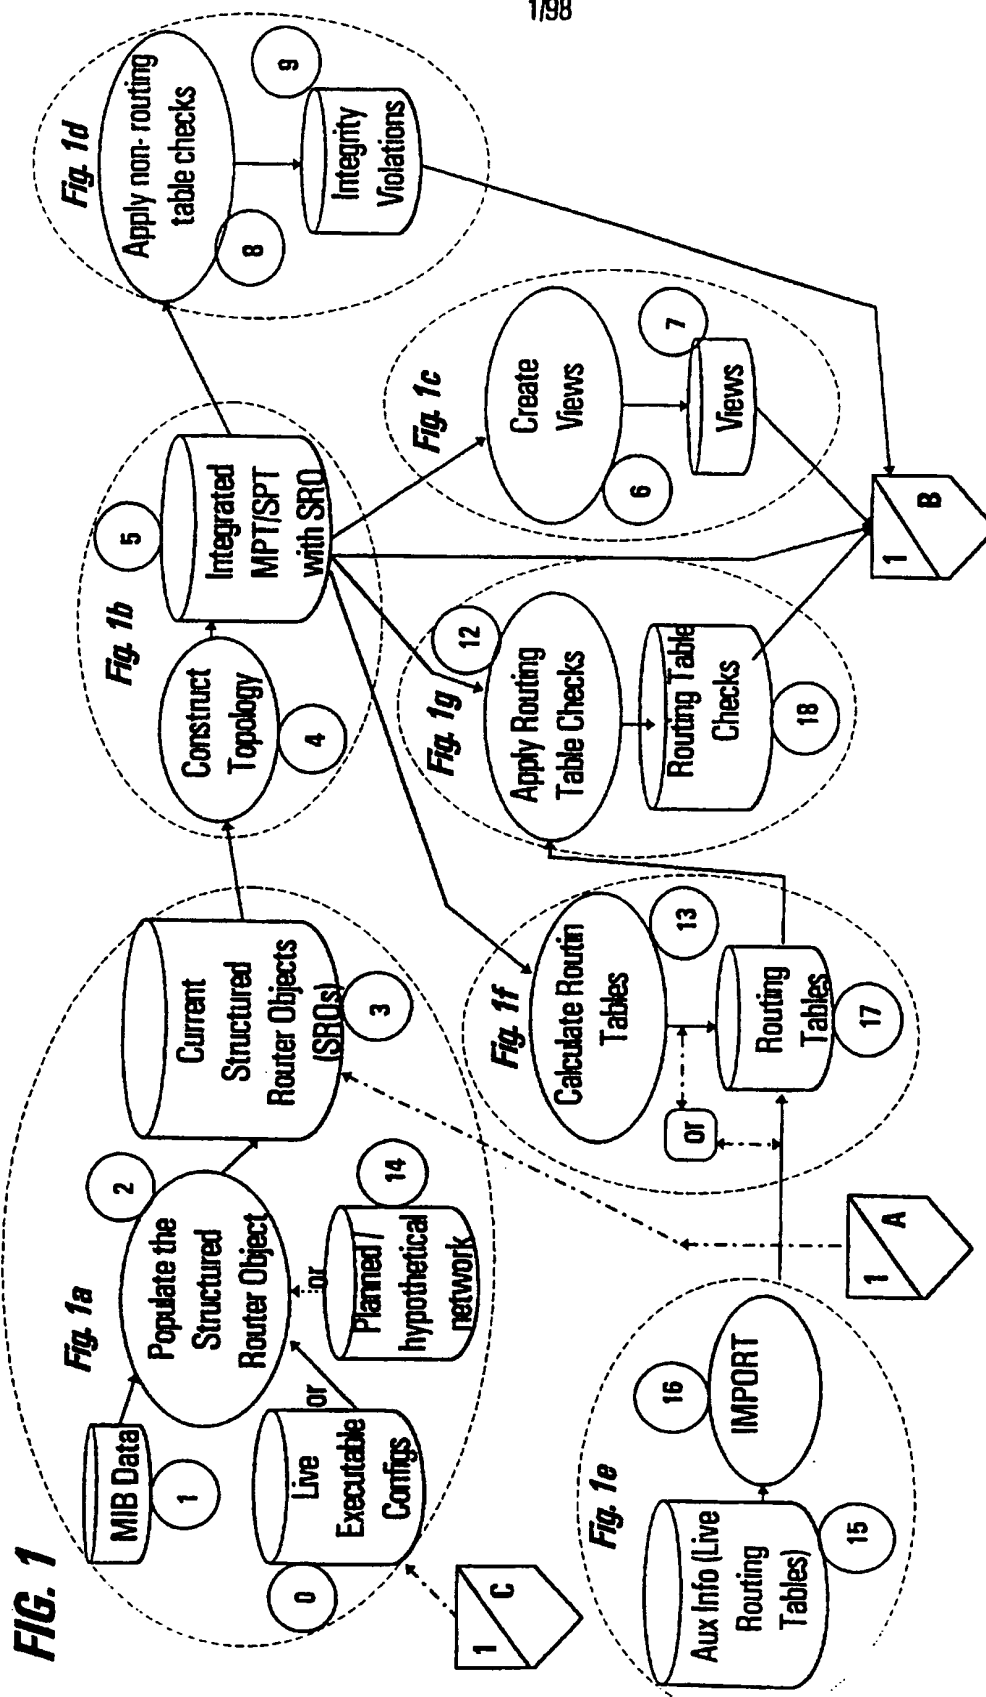 1/98
FIG. 1
Fig. 1a
MIB Data
1
Populate the
Structured
Router Object
2
Current
Structured
Router Objects
(SROs)
3
Live
Executable
Configs
0
or
or
Planned /
hypothetical
network
14
1
C
Fig. 1b
Construct
Topology
4
Integrated
MPT/SPT
with SRO
5
Fig. 1d
Apply non- routing
table checks
8
9
Integrity
Violations
Fig. 1c
Create
Views
6
7
Views
Fig. 1g
12
Apply Routing
Table Checks
Routing Table
Checks
18
Fig. 1f
Calculate Routin
Tables
13
or
Routing
Tables
17
Fig. 1e
Aux Info (Live
Routing
Tables)
15
16
IMPORT
1
A
1
B